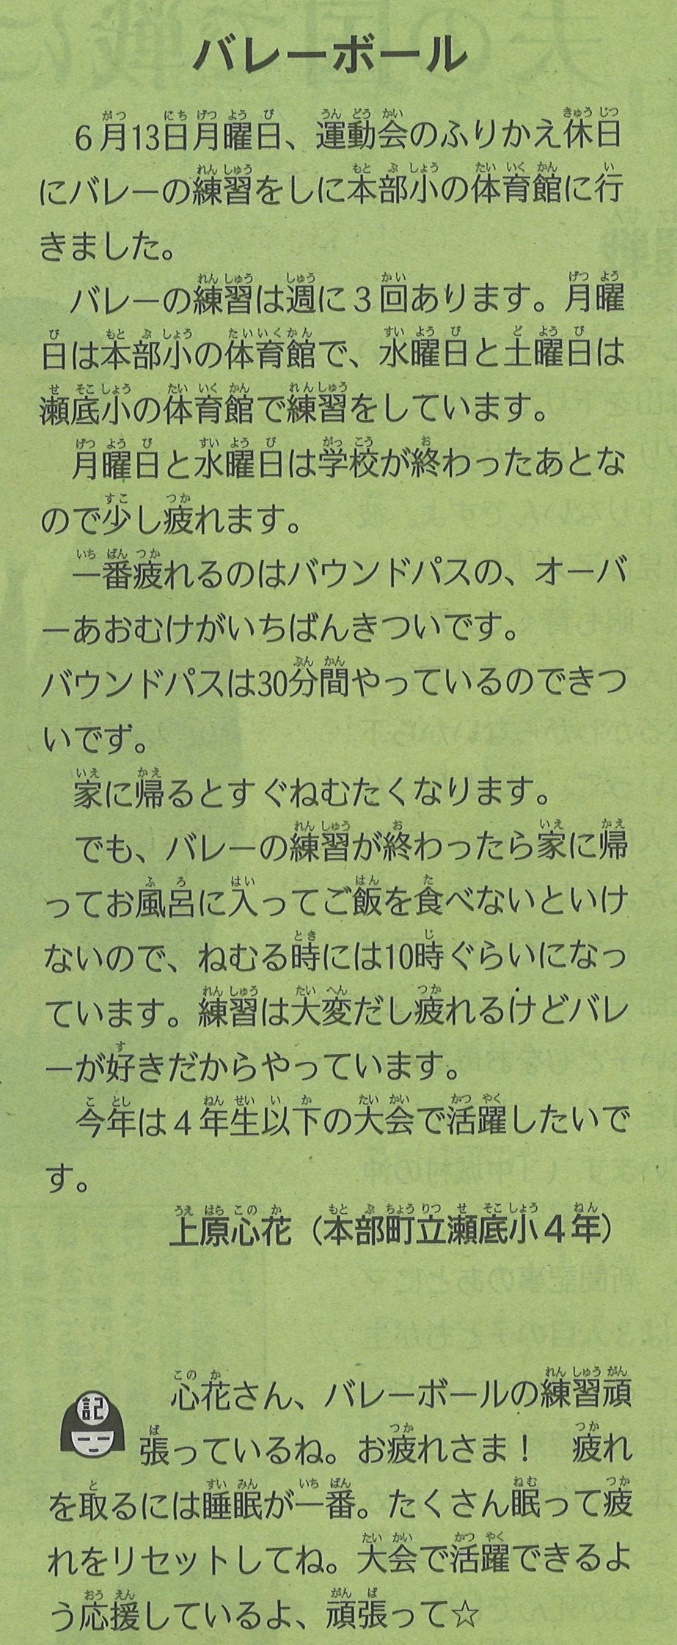 バレーボール
６月13日月曜日、運動会のふりかえ休日
にバレーの練習をしに本部小の体育館に行
きました。
バレーの練習は週に３回あります。月曜
日は本部小の体育館で、水曜日と土曜日は
瀬底小の体育館で練習をしています。
月曜日と水曜日は学校が終わったあとな
ので少し疲れます。
一番疲れるのはバウンドパスの、オーバ
ーあおむけがいちばんきついです。
バウンドパスは30分間やっているのできつ
いです。
家に帰るとすぐねむたくなります。
でも、バレーの練習が終わったら家に帰
ってお風呂に入ってご飯を食べないといけ
ないので、ねむる時には10時ぐらいになっ
ています。練習は大変だし疲れるけどバレ
ーが好きだからやっています。
今年は４年生以下の大会で活躍したいで
す。
上原心花（本部町立瀬底小４年）
記
心花さん、バレーボールの練習頑
張っているね。お疲れさま！　疲れ
を取るには睡眠が一番。たくさん眠って疲
れをリセットしてね。大会で活躍できるよ
う応援しているよ、頑張って☆